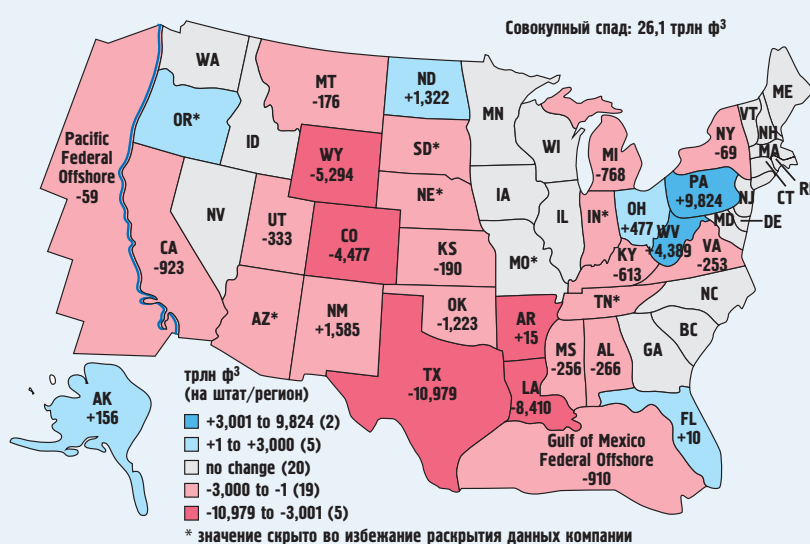 Совокупный спад: 26,1 трлн ф³
WA
MT
-176
ND
+1,322
MN
ME
VT
NH
OR*
ID
WY
-5,294
SD*
WI
MI
-768
NY
-69
MA
RI
CT
Pacific
Federal
Offshore
-59
NV
UT
-333
CO
-4,477
NE*
IA
IL
IN*
OH
+477
PA
+9,824
NJ
MD
DE
WV
+4,389
VA
-253
CA
-923
KS
-190
MO*
KY
-613
NC
AZ*
NM
+1,585
OK
-1,223
AR
+15
TN*
BC
GA
MS
-256
AL
-266
TX
-10,979
LA
-8,410
FL
+10
Gulf of Mexico
Federal Offshore
-910
AK
+156
трлн ф³
(на штат/регион)
+3,001 to 9,824 (2)
+1 to +3,000 (5)
no change (20)
-3,000 to -1 (19)
-10,979 to -3,001 (5)
* значение скрыто во избежание раскрытия данных компании